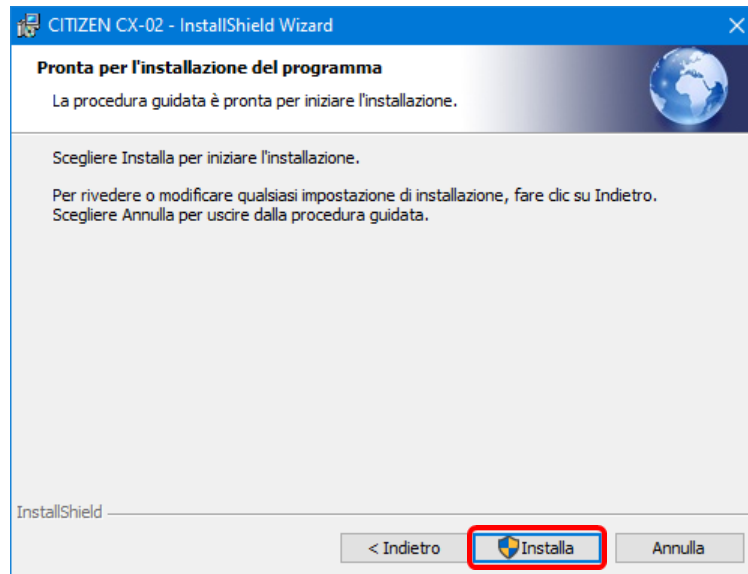 CITIZEN CX-02 - InstallShield Wizard
Pronta per l'installazione del programma
La procedura guidata è pronta per iniziare l'installazione.
Scegliere Installa per iniziare l'installazione.
Per rivedere o modificare qualsiasi impostazione di installazione, fare clic su Indietro.
Scegliere Annulla per uscire dalla procedura guidata.
InstallShield
< Indietro
Installa
Annulla